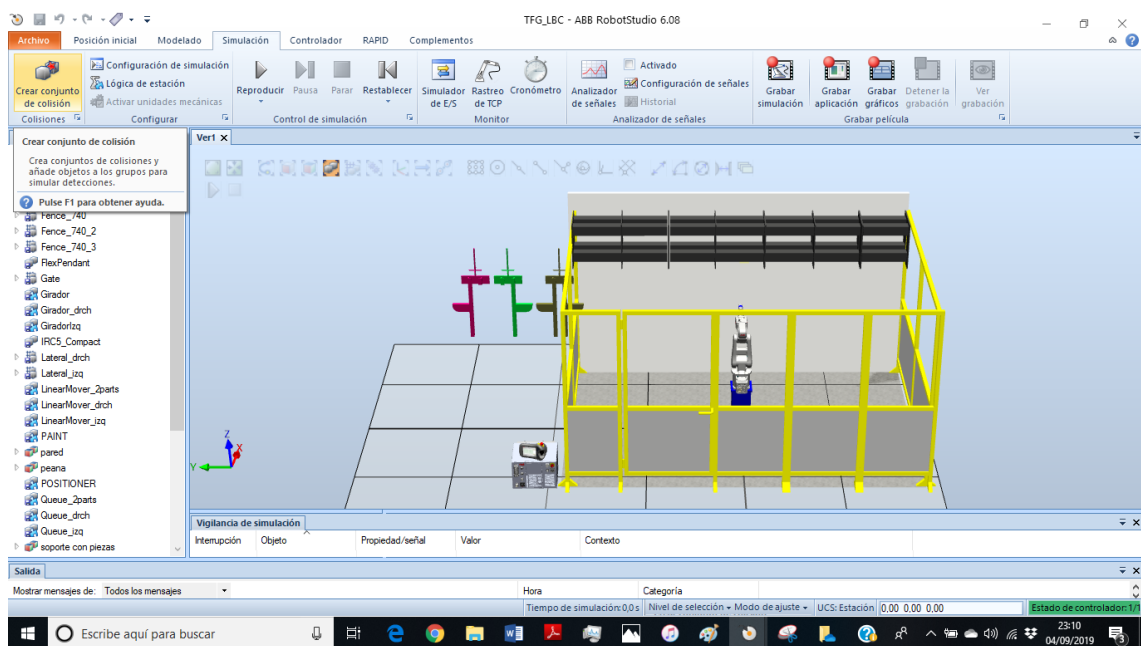 TFG_LBC - ABB RobotStudio 6.08
Archivo Posición inicial Modelado Simulación Controlador RAPID Complementos
Crear conjunto de colisión
Configuración de simulación
Lógica de estación
Activar unidades mecánicas
Reproducir Pausa Parar Restablecer
Simulador de E/S
Rastreo de TCP
Cronómetro
Analizador de señales
Activado
Configuración de señales
Historial
Grabar simulación
Grabar aplicación
Grabar gráficos
Detener la grabación
Ver grabación
Colisiones Configurar Control de simulación Monitor Analizador de señales Grabar película
Crear conjunto de colisión
Crea conjuntos de colisiones y
añade objetos a los grupos para
simular detecciones.
Pulse F1 para obtener ayuda.
Ver1
Fence_740
Fence_740_2
Fence_740_3
FlexPendant
Gate
Girador
Girador_drch
GiradorIzq
IRC5_Compact
Lateral_drch
Lateral_izq
LinearMover_2parts
LinearMover_drch
LinearMover_izq
PAINT
pared
peana
POSITIONER
Queue_2parts
Queue_drch
Queue_izq
soporte con piezas
Z
X
Y
Vigilancia de simulación
Interrupción Objeto Propiedad/señal Valor Contexto
Salida
Mostrar mensajes de: Todos los mensajes Hora Categoría
Tiempo de simulación: 0,0 s Nivel de selección Modo de ajuste UCS: Estación 0,00 0,00 0,00 Estado de controlador: 1/1
Escribe aquí para buscar
23:10
04/09/2019
3